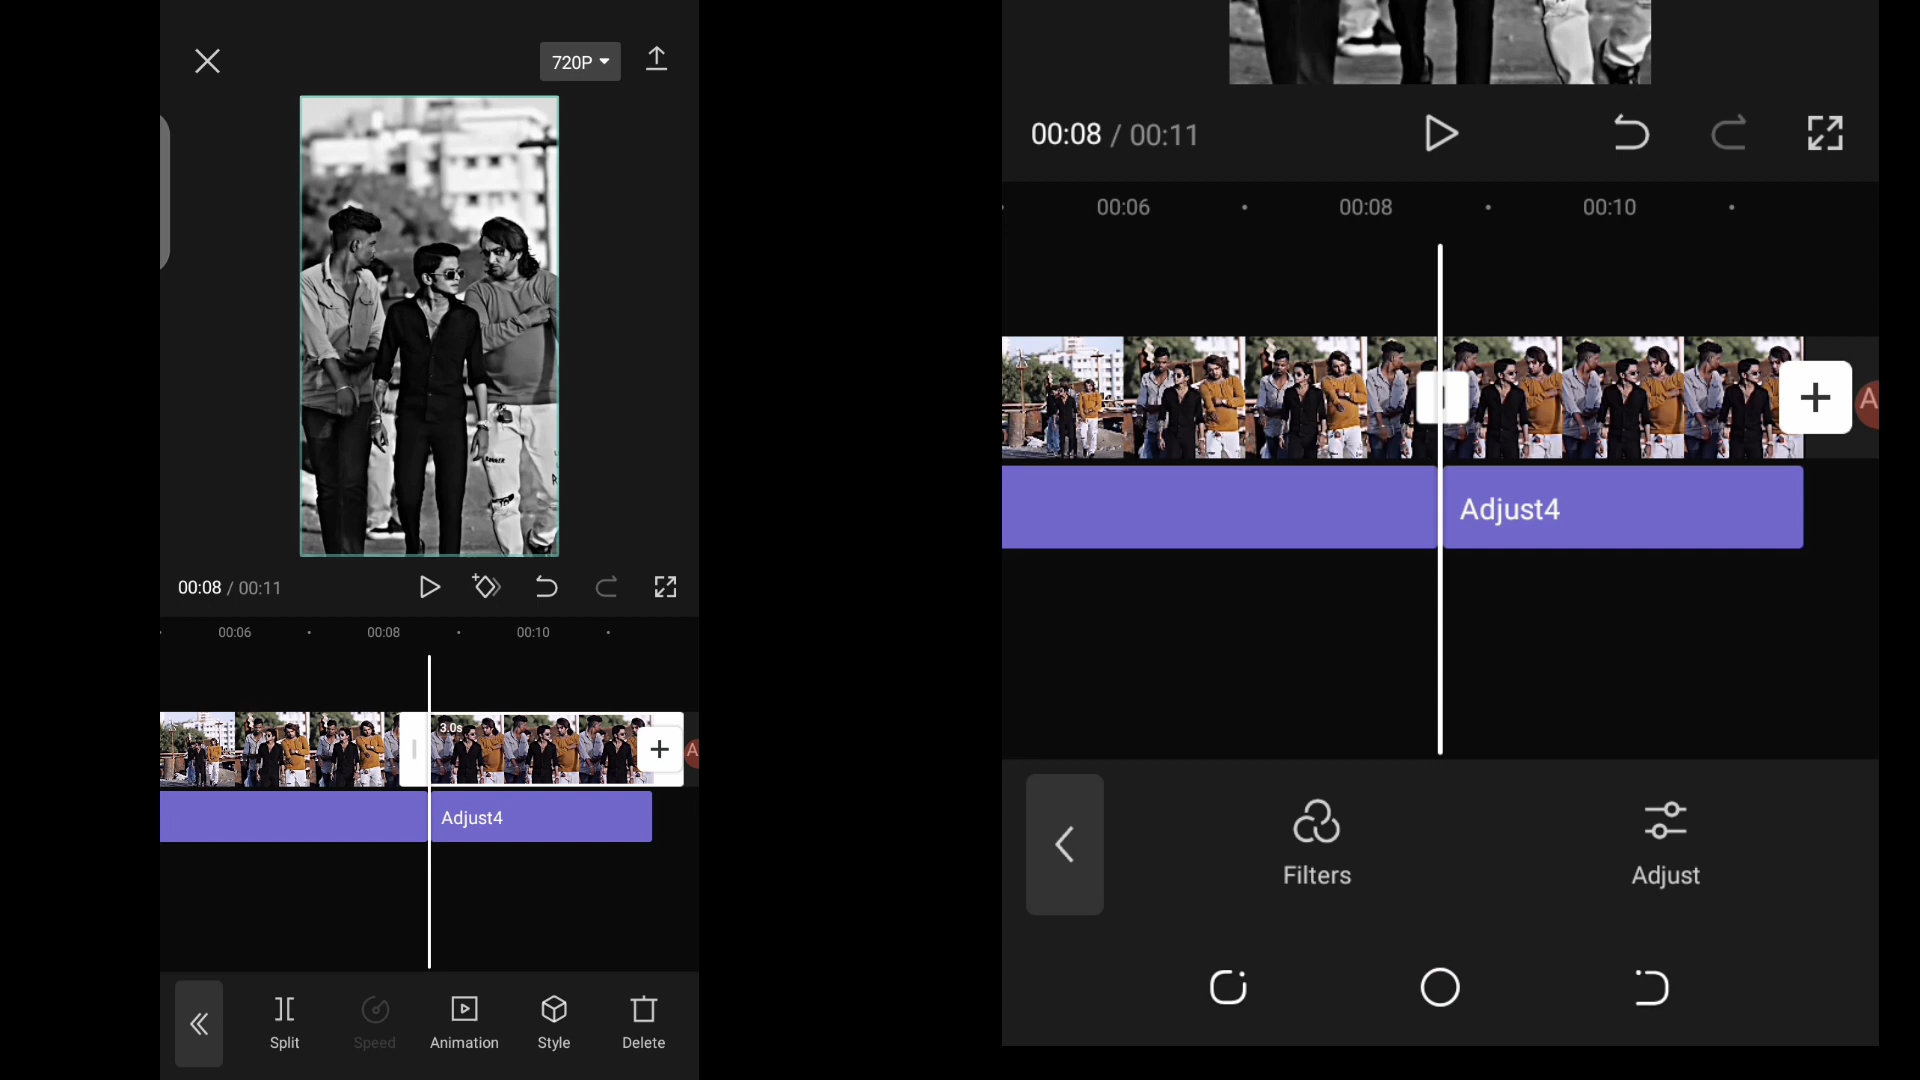 720P
00:08 / 00:11
00:06
00:08
00:10
3.0s
A
Adjust4
Split
Speed
Animation
Style
Delete
00:08 / 00:11
00:06
00:08
00:10
A
Adjust4
Filters
Adjust